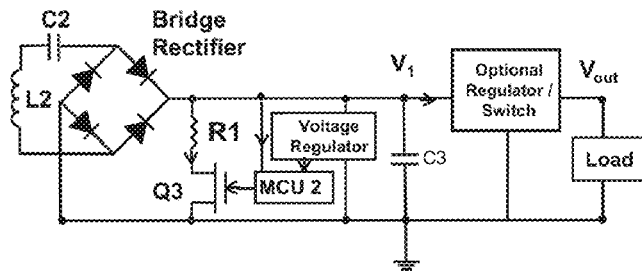 C2
Bridge
Rectifier
L2
R1
Q3
Voltage
Regulator
MCU 2
V1
C3
Optional
Regulator /
Switch
Vout
Load